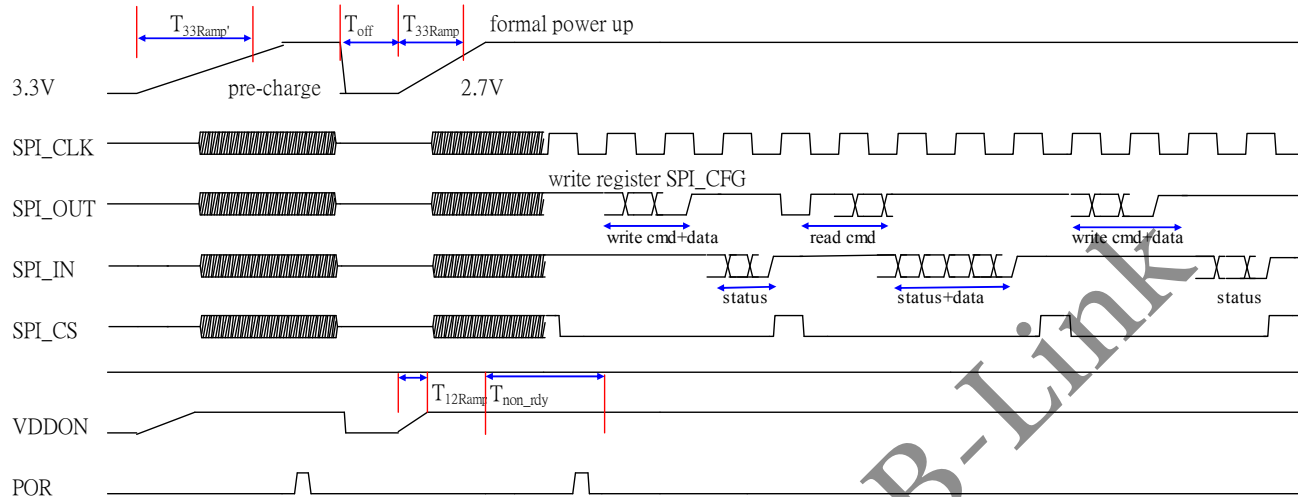 T33Ramp' Toff T33Ramp formal power up
3.3V pre-charge 2.7V
SPI_CLK
write register SPI_CFG
SPI_OUT
write cmd+data read cmd write cmd+data
SPI_IN
status status+data status
SPI_CS
T12Ramp Tnon_rdy
VDDON
POR
B-Link